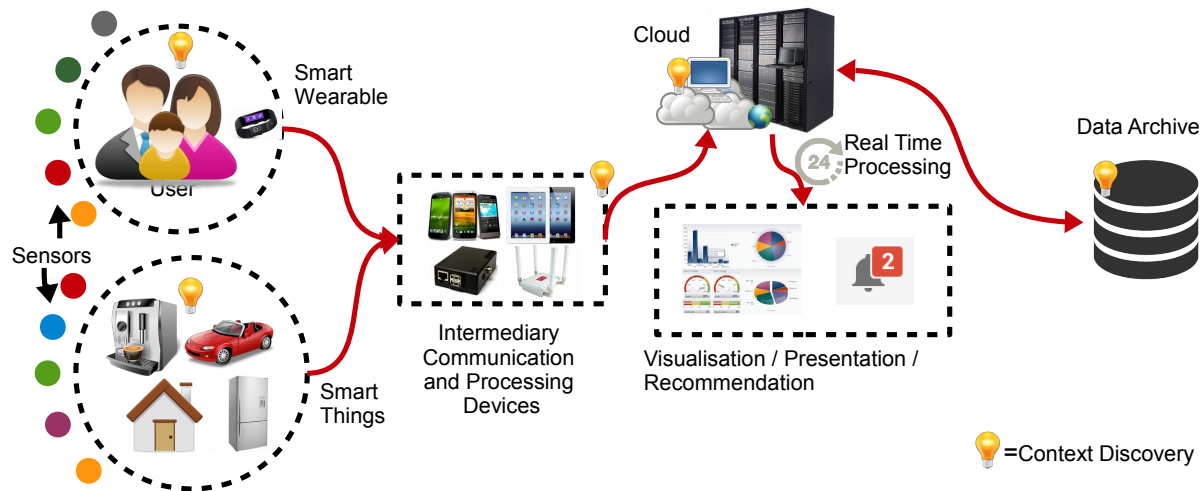 Cloud
Smart
Wearable
User
Sensors
Real Time
Processing
24
Data Archive
2
Intermediary
Communication
and Processing
Devices
Visualisation / Presentation /
Recommendation
Smart
Things
=Context Discovery